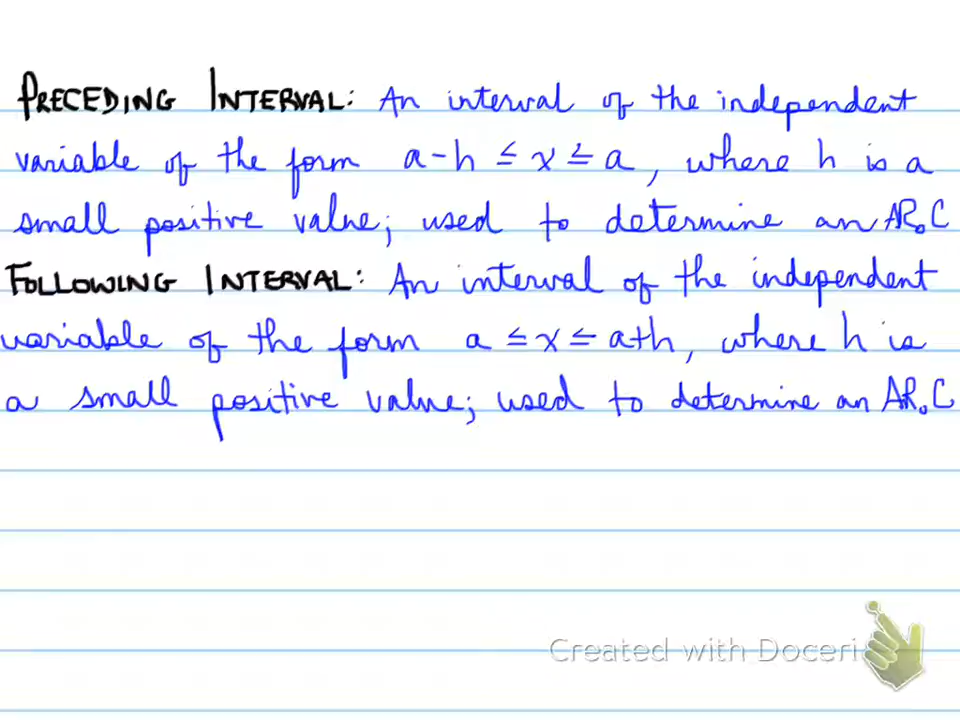 PRECEDING INTERVAL: An interval of the independent
variable of the form a-h ≤ x ≤ a, where h is a
small positive value; used to determine an ARoC
FOLLOWING INTERVAL: An interval of the independent
variable of the form a ≤ x ≤ a+h, where h is
a small positive value; used to determine an ARoC
Created with Doceri